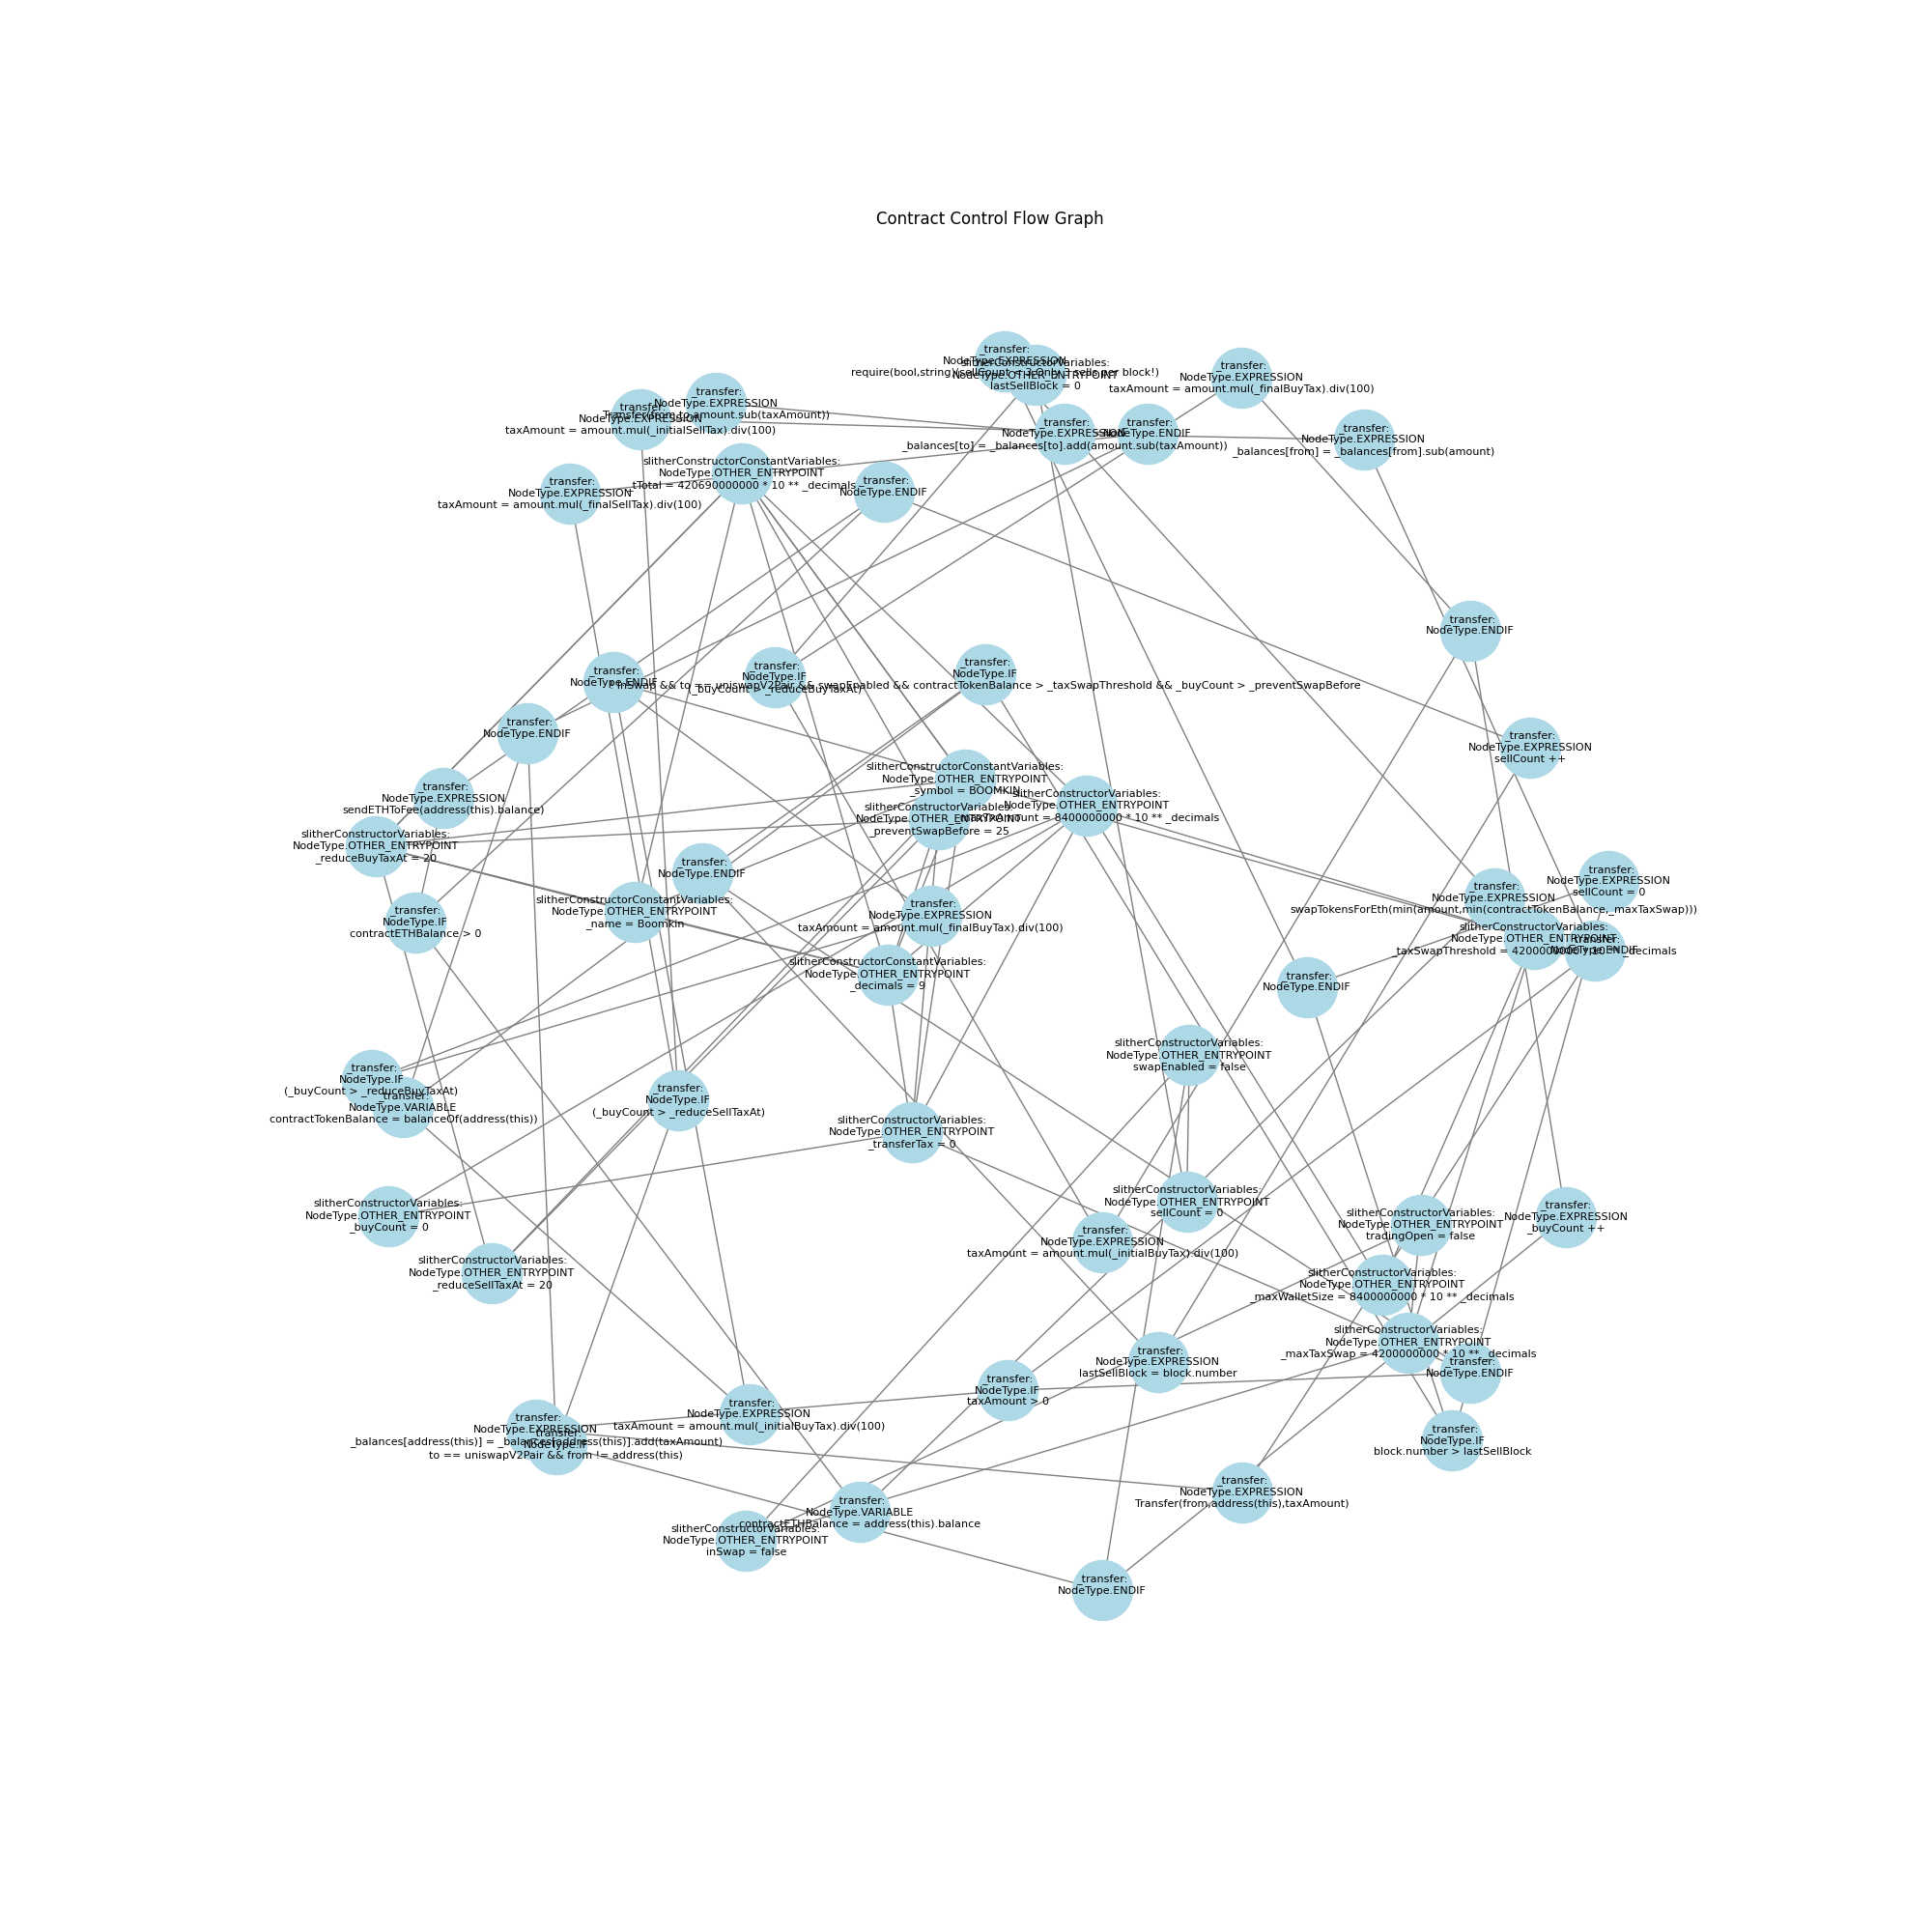 Contract Control Flow Graph
_transfer:
NodeType.EXPRESSION
require(bool,string)(sellCount < 3,Only 3 sells per block!)
slitherConstructorVariables:
NodeType.OTHER_ENTRYPOINT
lastSellBlock = 0
_transfer:
NodeType.EXPRESSION
taxAmount = amount.mul(_finalBuyTax).div(100)
_transfer:
NodeType.EXPRESSION
Transfer(from,to,amount.sub(taxAmount))
_transfer:
NodeType.EXPRESSION
taxAmount = amount.mul(_initialSellTax).div(100)
_transfer:
NodeType.EXPRESSION
_balances[to] = _balances[to].add(amount.sub(taxAmount))
_transfer:
NodeType.ENDIF
_transfer:
NodeType.EXPRESSION
_balances[from] = _balances[from].sub(amount)
slitherConstructorConstantVariables:
NodeType.OTHER_ENTRYPOINT
_tTotal = 420690000000 * 10 ** _decimals
_transfer:
NodeType.EXPRESSION
taxAmount = amount.mul(_finalSellTax).div(100)
_transfer:
NodeType.ENDIF
_transfer:
NodeType.ENDIF
_transfer:
NodeType.ENDIF
_transfer:
NodeType.IF
(_buyCount > _reduceBuyTaxAt)
_transfer:
NodeType.IF
! inSwap && to == uniswapV2Pair && swapEnabled && contractTokenBalance > _taxSwapThreshold && _buyCount > _preventSwapBefore
_transfer:
NodeType.ENDIF
_transfer:
NodeType.EXPRESSION
sellCount ++
slitherConstructorConstantVariables:
NodeType.OTHER_ENTRYPOINT
_symbol = BOOMKIN
_transfer:
NodeType.EXPRESSION
sendETHToFee(address(this).balance)
slitherConstructorVariables:
NodeType.OTHER_ENTRYPOINT
_maxTxAmount = 8400000000 * 10 ** _decimals
slitherConstructorVariables:
NodeType.OTHER_ENTRYPOINT
_preventSwapBefore = 25
slitherConstructorVariables:
NodeType.OTHER_ENTRYPOINT
_reduceBuyTaxAt = 20
_transfer:
NodeType.ENDIF
_transfer:
NodeType.EXPRESSION
sellCount = 0
_transfer:
NodeType.EXPRESSION
swapTokensForEth(min(amount,min(contractTokenBalance,_maxTaxSwap)))
slitherConstructorConstantVariables:
NodeType.OTHER_ENTRYPOINT
_name = Boomkin
_transfer:
NodeType.EXPRESSION
taxAmount = amount.mul(_finalBuyTax).div(100)
_transfer:
NodeType.IF
contractETHBalance > 0
slitherConstructorVariables:
NodeType.OTHER_ENTRYPOINT
_taxSwapThreshold = 4200000000 * 10 ** _decimals
_transfer:
NodeType.ENDIF
slitherConstructorConstantVariables:
NodeType.OTHER_ENTRYPOINT
_decimals = 9
_transfer:
NodeType.ENDIF
slitherConstructorVariables:
NodeType.OTHER_ENTRYPOINT
swapEnabled = false
_transfer:
NodeType.IF
(_buyCount > _reduceBuyTaxAt)
_transfer:
NodeType.VARIABLE
contractTokenBalance = balanceOf(address(this))
_transfer:
NodeType.IF
(_buyCount > _reduceSellTaxAt)
slitherConstructorVariables:
NodeType.OTHER_ENTRYPOINT
_transferTax = 0
slitherConstructorVariables:
NodeType.OTHER_ENTRYPOINT
sellCount = 0
slitherConstructorVariables:
NodeType.OTHER_ENTRYPOINT
_buyCount = 0
slitherConstructorVariables:
NodeType.OTHER_ENTRYPOINT
tradingOpen = false
_transfer:
NodeType.EXPRESSION
_buyCount ++
_transfer:
NodeType.EXPRESSION
taxAmount = amount.mul(_initialBuyTax).div(100)
slitherConstructorVariables:
NodeType.OTHER_ENTRYPOINT
_reduceSellTaxAt = 20
slitherConstructorVariables:
NodeType.OTHER_ENTRYPOINT
_maxWalletSize = 8400000000 * 10 ** _decimals
slitherConstructorVariables:
NodeType.OTHER_ENTRYPOINT
_maxTaxSwap = 4200000000 * 10 ** _decimals
_transfer:
NodeType.ENDIF
_transfer:
NodeType.EXPRESSION
lastSellBlock = block.number
_transfer:
NodeType.IF
taxAmount > 0
_transfer:
NodeType.EXPRESSION
taxAmount = amount.mul(_initialBuyTax).div(100)
_transfer:
NodeType.EXPRESSION
_balances[address(this)] = _balances[address(this)].add(taxAmount)
_transfer:
NodeType.IF
to == uniswapV2Pair && from != address(this)
_transfer:
NodeType.IF
block.number > lastSellBlock
_transfer:
NodeType.EXPRESSION
Transfer(from,address(this),taxAmount)
_transfer:
NodeType.VARIABLE
contractETHBalance = address(this).balance
slitherConstructorVariables:
NodeType.OTHER_ENTRYPOINT
inSwap = false
_transfer:
NodeType.ENDIF